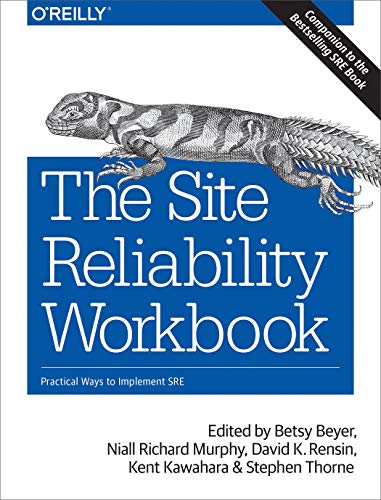 O'REILLY®
Companion to the
Bestselling SRE Book
The Site
Reliability
Workbook
Practical Ways to Implement SRE
Edited by Betsy Beyer,
Niall Richard Murphy, David K. Rensin,
Kent Kawahara & Stephen Thorne